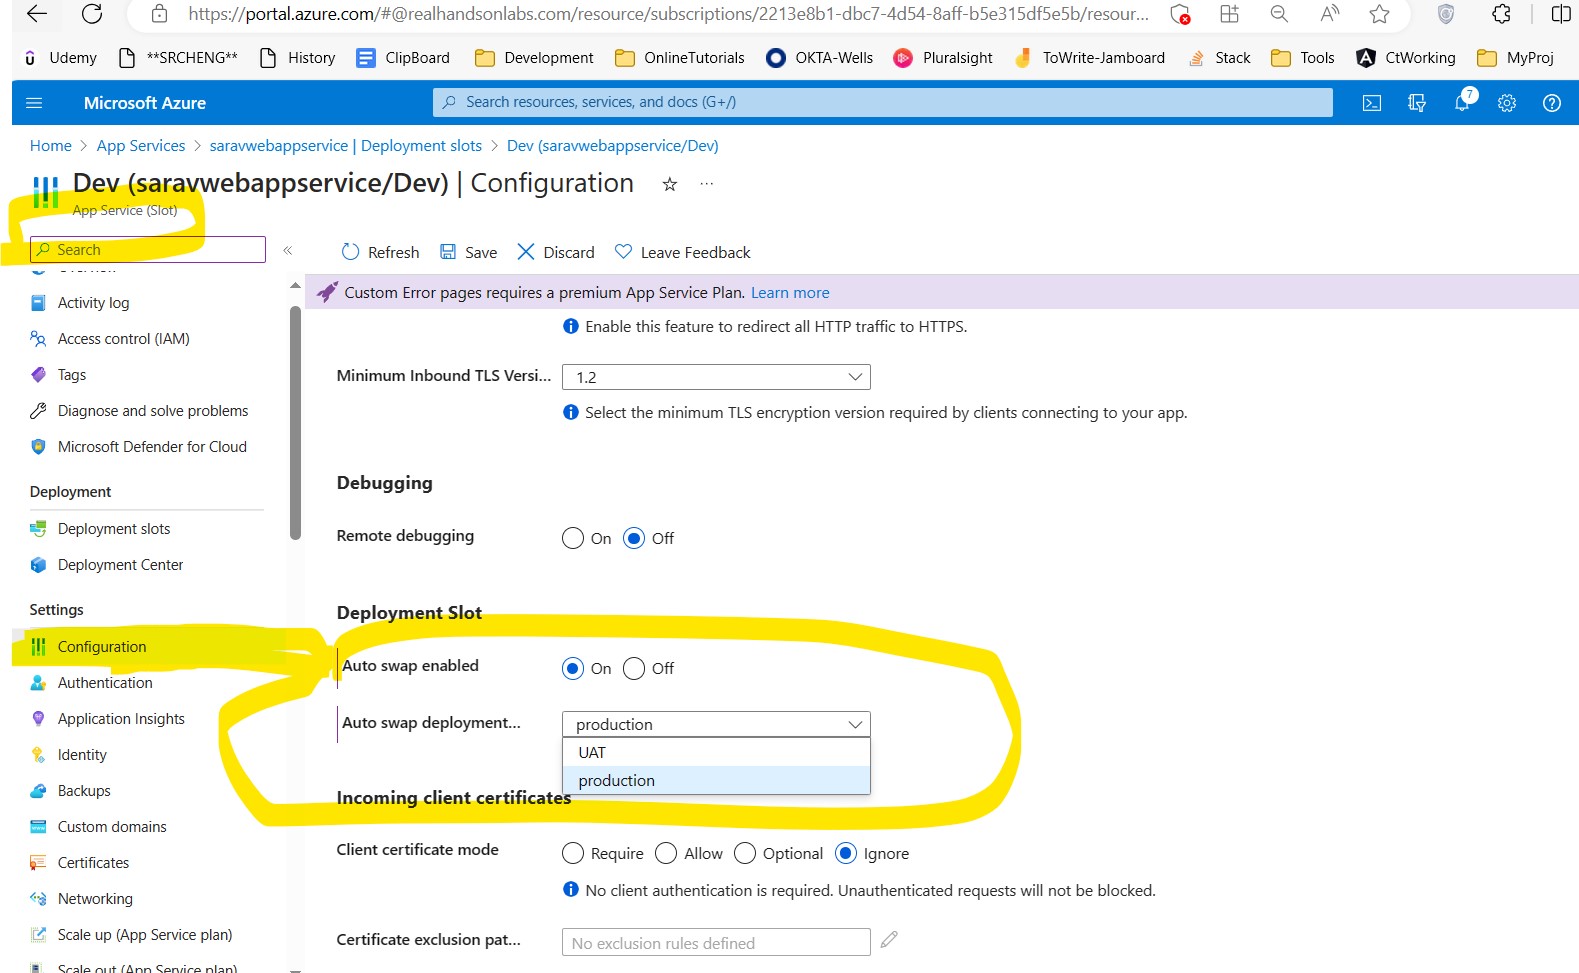 https://portal.azure.com/#@realhandsonlabs.com/resource/subscriptions/2213e8b1-dbc7-4d54-8aff-b5e315df5e5b/resour...
Udemy **SRCHENG** History ClipBoard Development OnlineTutorials OKTA-Wells Pluralsight ToWrite-Jamboard Stack Tools CtWorking MyProj
Microsoft Azure
Search resources, services, and docs (G+/)
7
Home > App Services > saravwebappservice | Deployment slots > Dev (saravwebappservice/Dev)
Dev (saravwebappservice/Dev) | Configuration
App Service (Slot)
Search
Refresh Save Discard Leave Feedback
Custom Error pages requires a premium App Service Plan. Learn more
Overview
Activity log
Access control (IAM)
Tags
Diagnose and solve problems
Microsoft Defender for Cloud
Deployment
Deployment slots
Deployment Center
Settings
Configuration
Authentication
Application Insights
Identity
Backups
Custom domains
Certificates
Networking
Scale up (App Service plan)
Scale out (App Service plan)
Enable this feature to redirect all HTTP traffic to HTTPS.
Minimum Inbound TLS Versi... 1.2
Select the minimum TLS encryption version required by clients connecting to your app.
Debugging
Remote debugging On Off
Deployment Slot
Auto swap enabled On Off
Auto swap deployment... production
UAT
production
Incoming client certificates
Client certificate mode Require Allow Optional Ignore
No client authentication is required. Unauthenticated requests will not be blocked.
Certificate exclusion pat... No exclusion rules defined